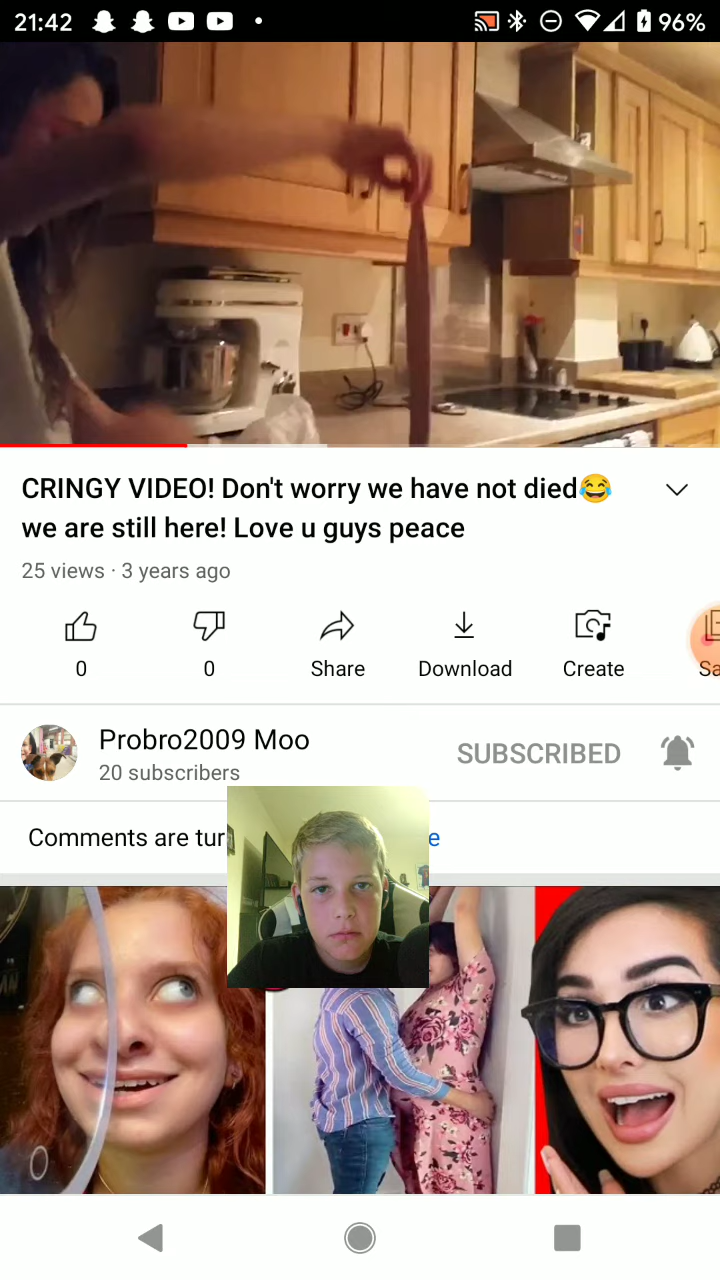 21:42
96%
CRINGY VIDEO! Don't worry we have not died😂
we are still here! Love u guys peace
25 views · 3 years ago
0
0
Share
Download
Create
Sa
Probro2009 Moo
SUBSCRIBED
20 subscribers
Comments are tur
e